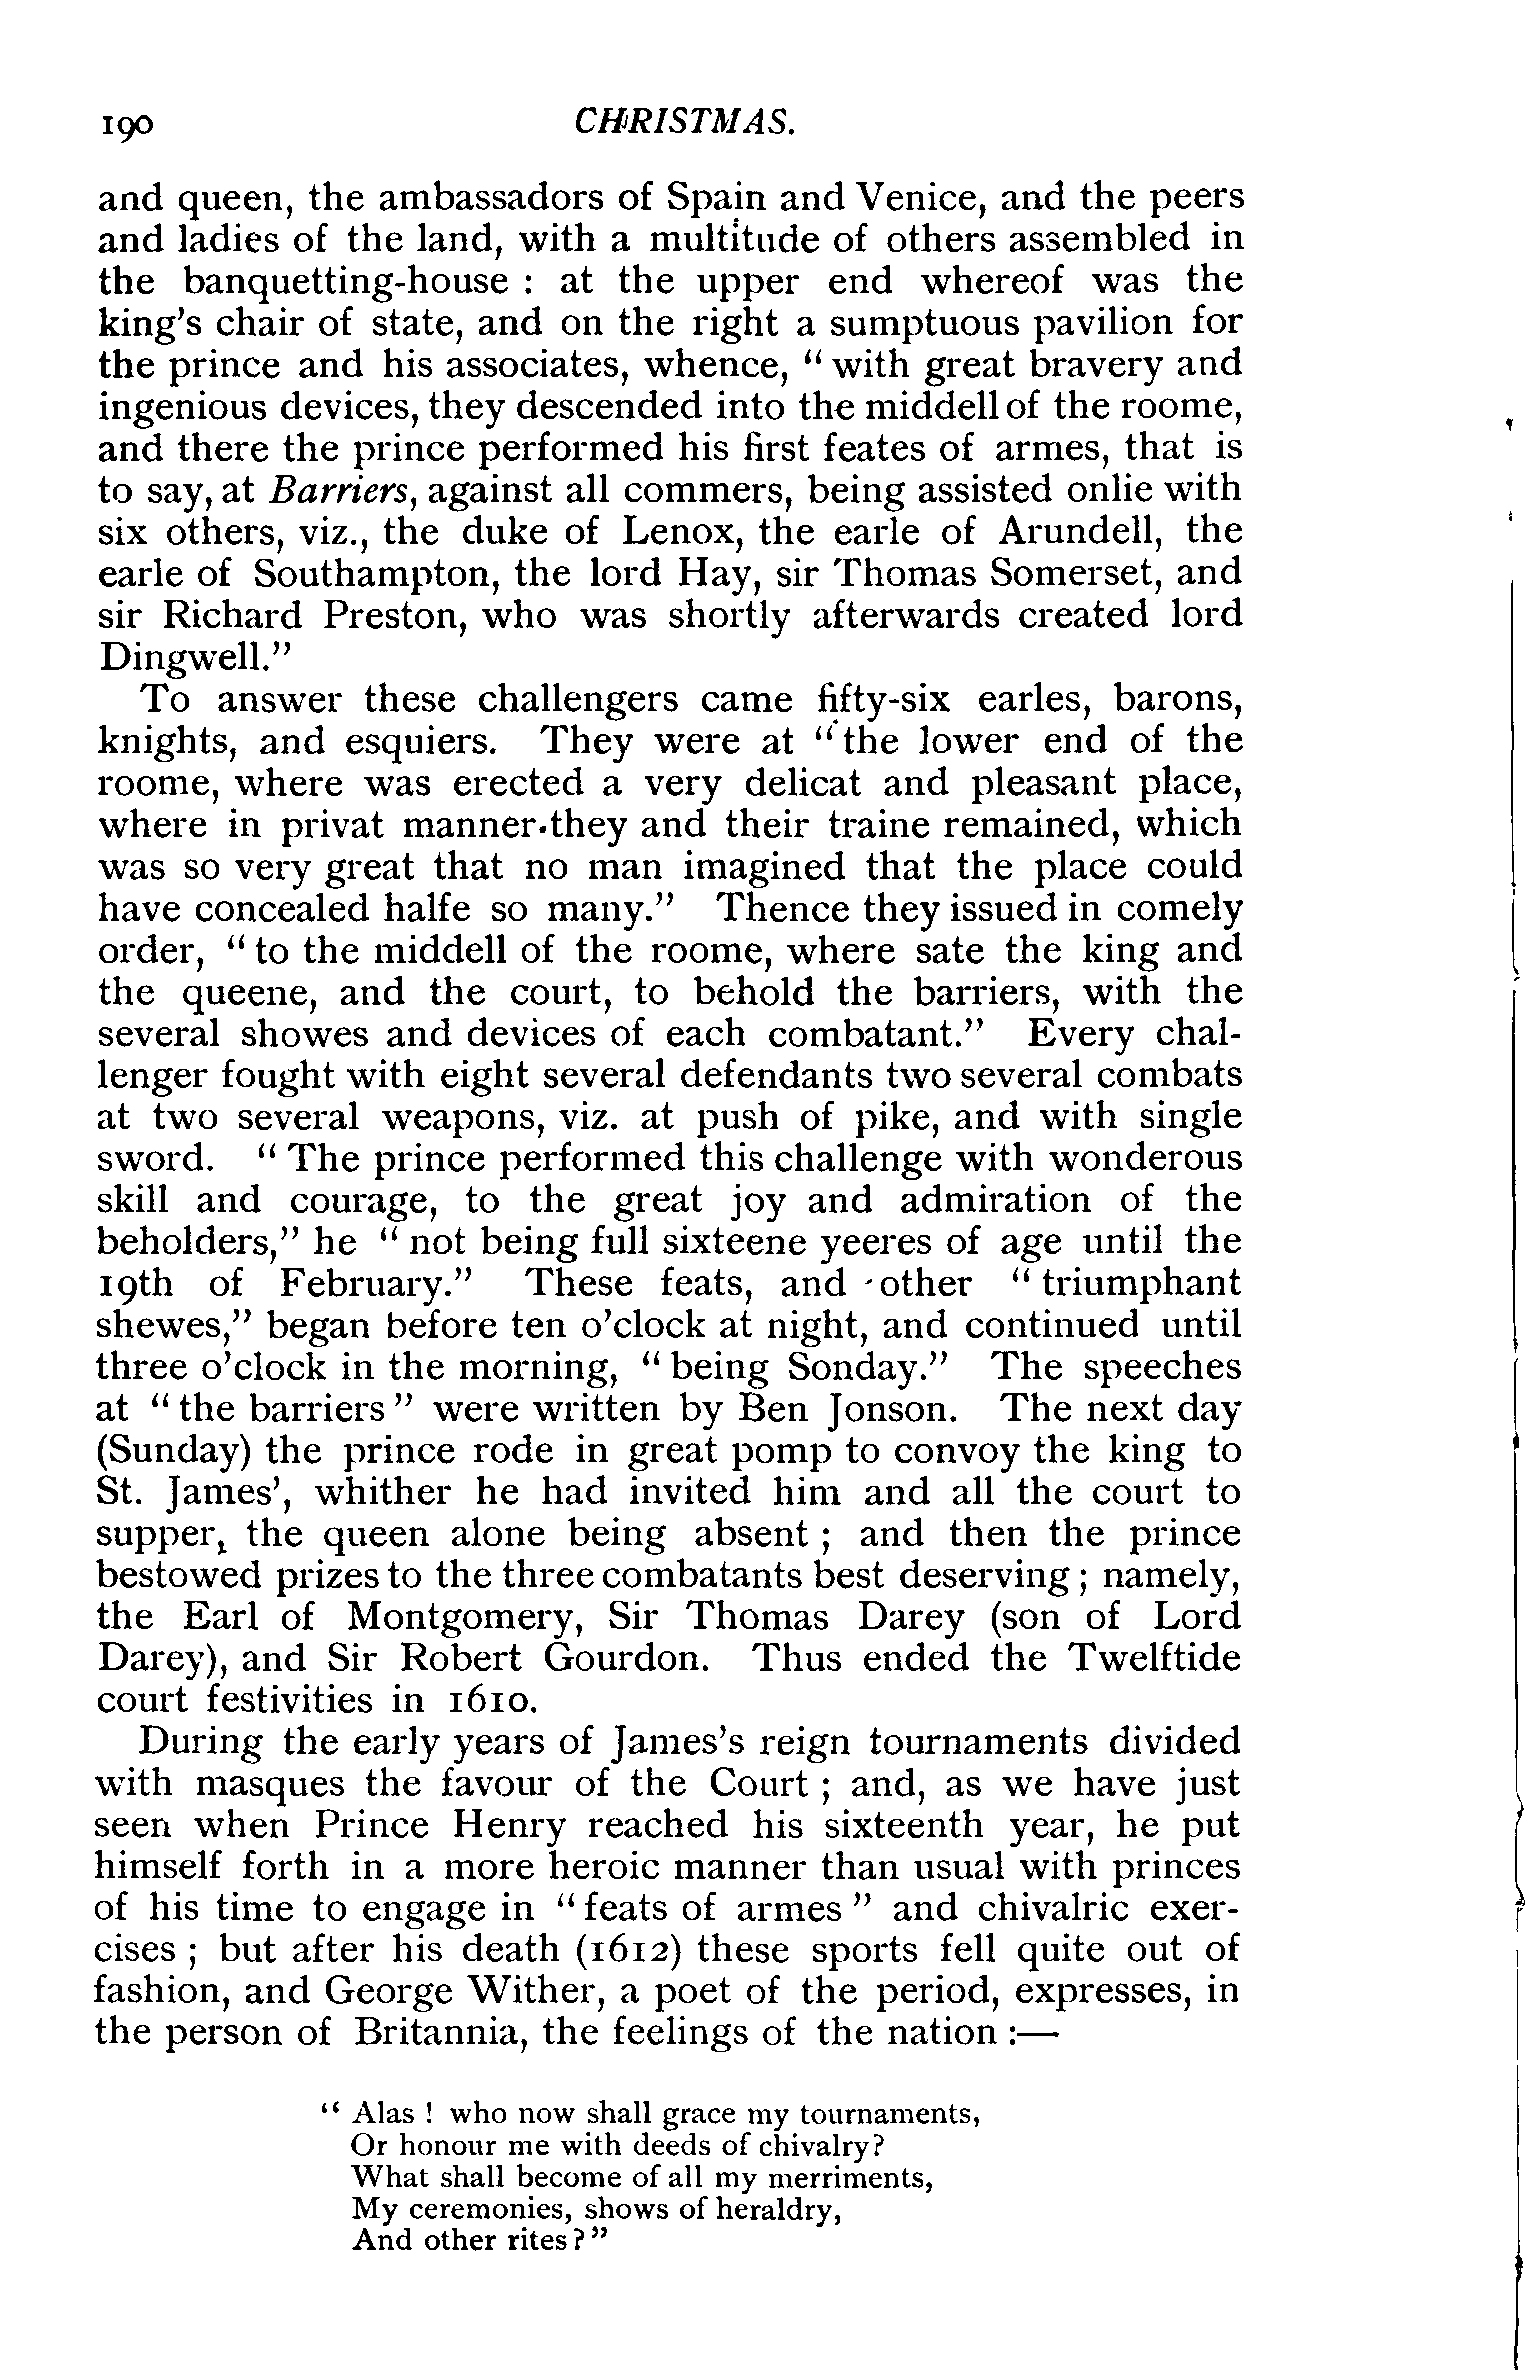 190 CHRISTMAS.
and queen, the ambassadors of Spain and Venice, and the peers
and ladies of the land, with a multitude of others assembled in
the banquetting-house : at the upper end whereof was the
king's chair of state, and on the right a sumptuous pavilion for
the prince and his associates, whence, “ with great bravery and
ingenious devices, they descended into the middell of the roome,
and there the prince performed his first feates of armes, that is
to say, at Barriers, against all commers, being assisted onlie with
six others, viz., the duke of Lenox, the earle of Arundell, the
earle of Southampton, the lord Hay, sir Thomas Somerset, and
sir Richard Preston, who was shortly afterwards created lord
Dingwell.”
To answer these challengers came fifty-six earles, barons,
knights, and esquiers. They were at “ the lower end of the
roome, where was erected a very delicat and pleasant place,
where in privat manner they and their traine remained, which
was so very great that no man imagined that the place could
have concealed halfe so many.” Thence they issued in comely
order, “ to the middell of the roome, where sate the king and
the queene, and the court, to behold the barriers, with the
several showes and devices of each combatant.” Every chal-
lenger fought with eight several defendants two several combats
at two several weapons, viz. at push of pike, and with single
sword. “ The prince performed this challenge with wonderous
skill and courage, to the great joy and admiration of the
beholders,” he “ not being full sixteene yeeres of age until the
19th of February.” These feats, and other “ triumphant
shewes,” began before ten o'clock at night, and continued until
three o'clock in the morning, “ being Sonday.” The speeches
at “ the barriers ” were written by Ben Jonson. The next day
(Sunday) the prince rode in great pomp to convoy the king to
St. James', whither he had invited him and all the court to
supper, the queen alone being absent ; and then the prince
bestowed prizes to the three combatants best deserving ; namely,
the Earl of Montgomery, Sir Thomas Darey (son of Lord
Darey), and Sir Robert Gourdon. Thus ended the Twelftide
court festivities in 1610.
During the early years of James's reign tournaments divided
with masques the favour of the Court ; and, as we have just
seen when Prince Henry reached his sixteenth year, he put
himself forth in a more heroic manner than usual with princes
of his time to engage in “ feats of armes ” and chivalric exer-
cises ; but after his death (1612) these sports fell quite out of
fashion, and George Wither, a poet of the period, expresses, in
the person of Britannia, the feelings of the nation :—
“ Alas ! who now shall grace my tournaments,
Or honour me with deeds of chivalry?
What shall become of all my merriments,
My ceremonies, shows of heraldry,
And other rites ? ”